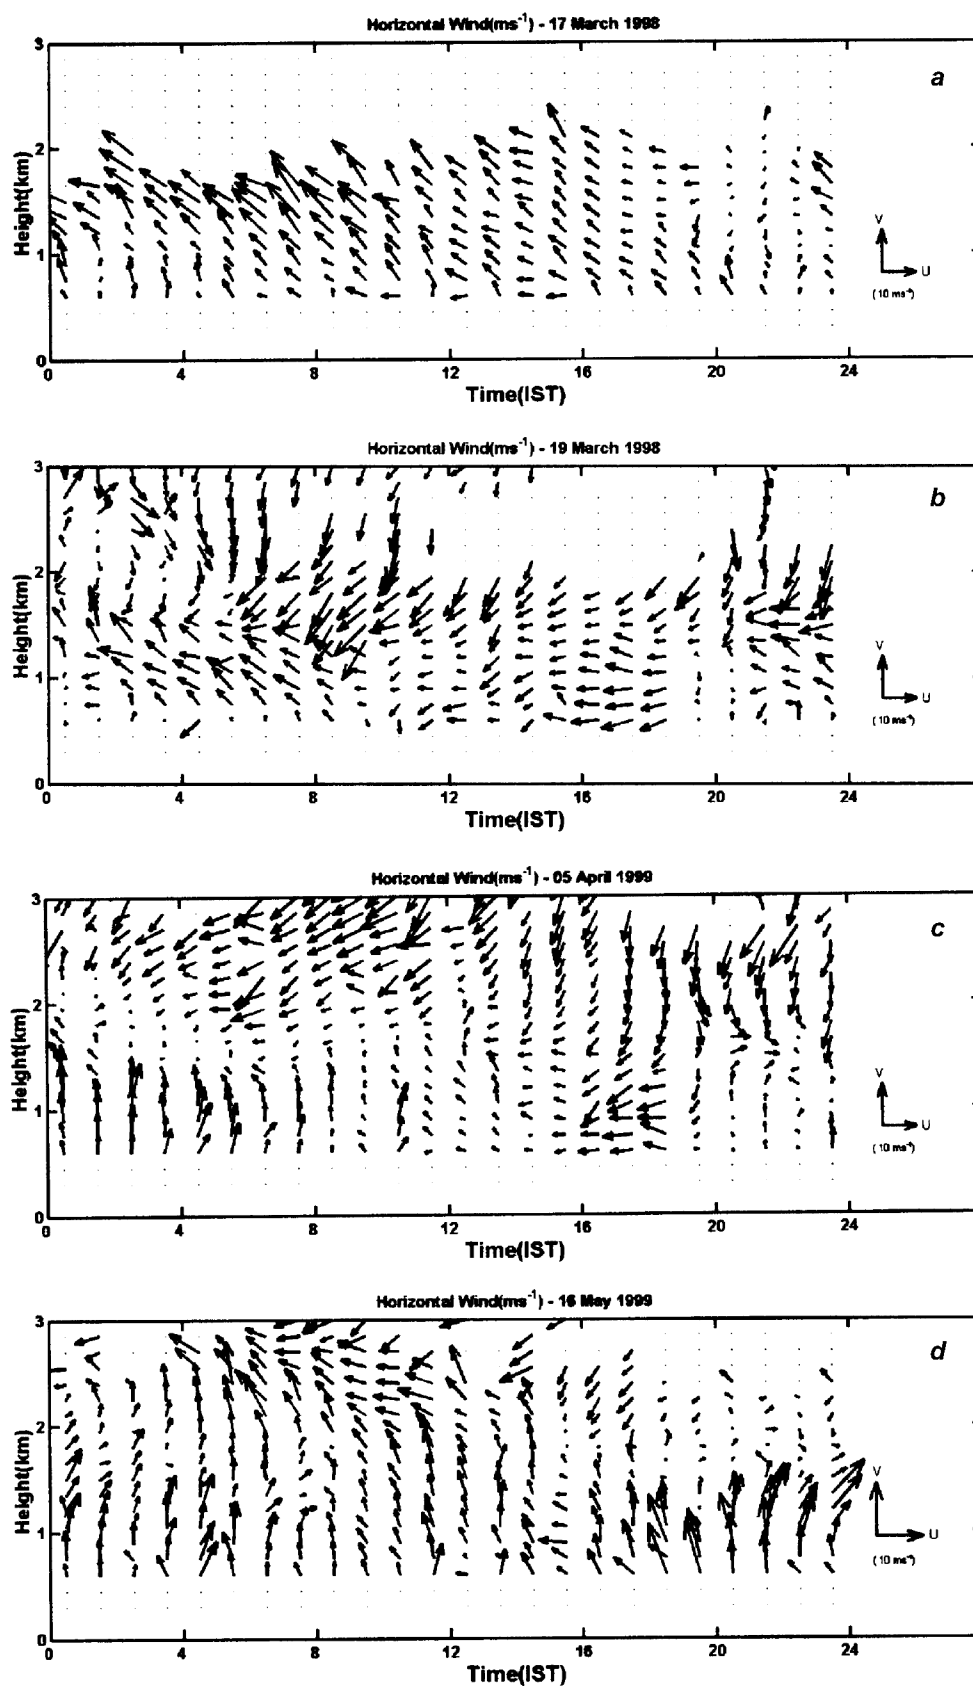 Horizontal Wind(ms⁻¹) - 17 March 1998
a
3
2
1
0
Height(km)
V
U
(10 ms⁻¹)
0 4 8 12 16 20 24
Time(IST)
Horizontal Wind(ms⁻¹) - 19 March 1998
b
3
2
1
0
Height(km)
V
U
(10 ms⁻¹)
0 4 8 12 16 20 24
Time(IST)
Horizontal Wind(ms⁻¹) - 05 April 1999
c
3
2
1
0
Height(km)
V
U
(10 ms⁻¹)
0 4 8 12 16 20 24
Time(IST)
Horizontal Wind(ms⁻¹) - 16 May 1999
d
3
2
1
0
Height(km)
V
U
(10 ms⁻¹)
0 4 8 12 16 20 24
Time(IST)